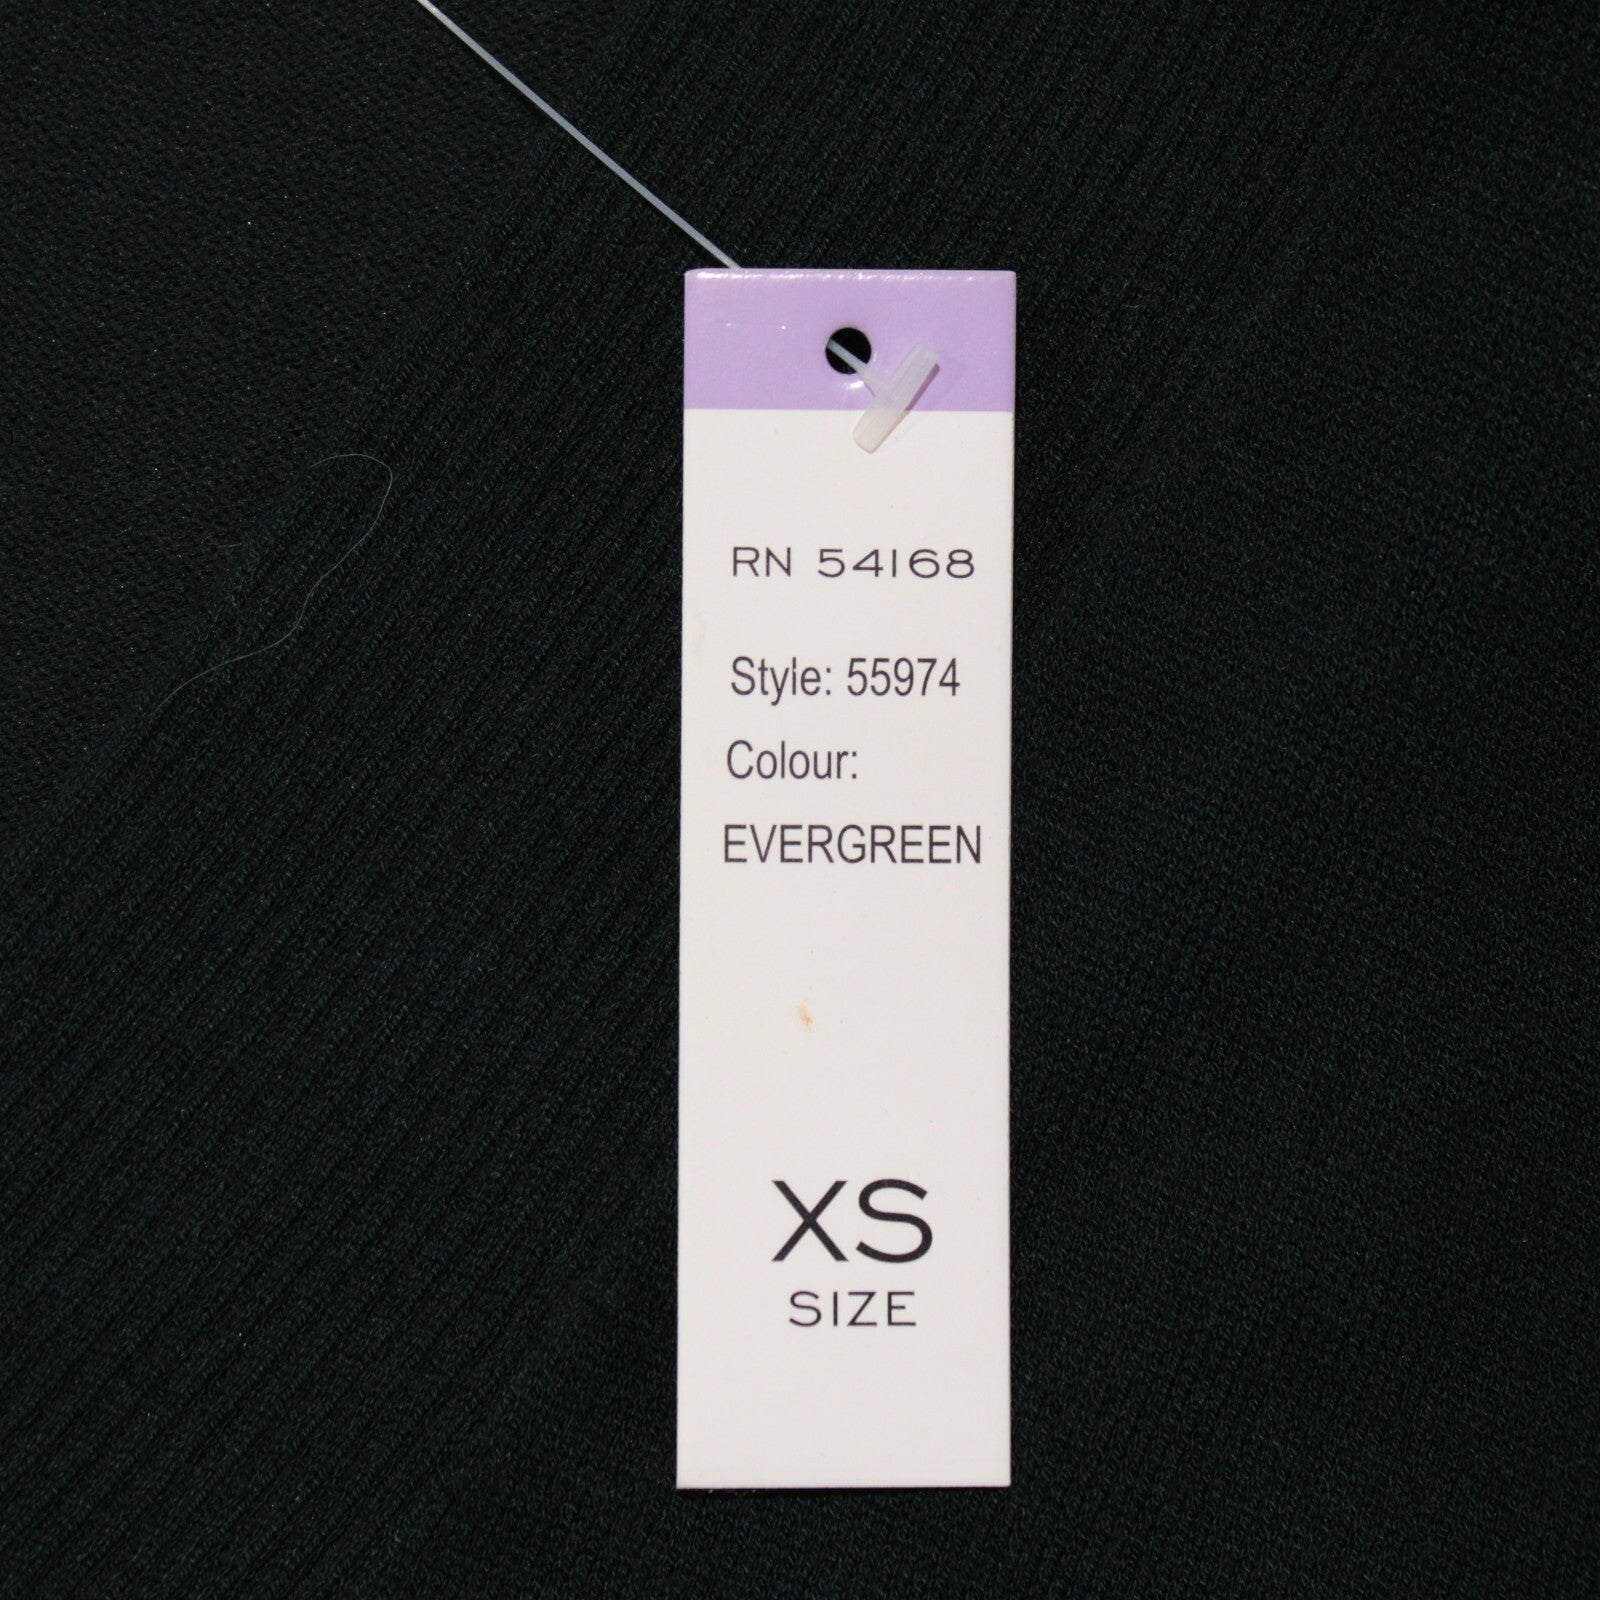 RN 54168
Style: 55974
Colour:
EVERGREEN
XS
SIZE